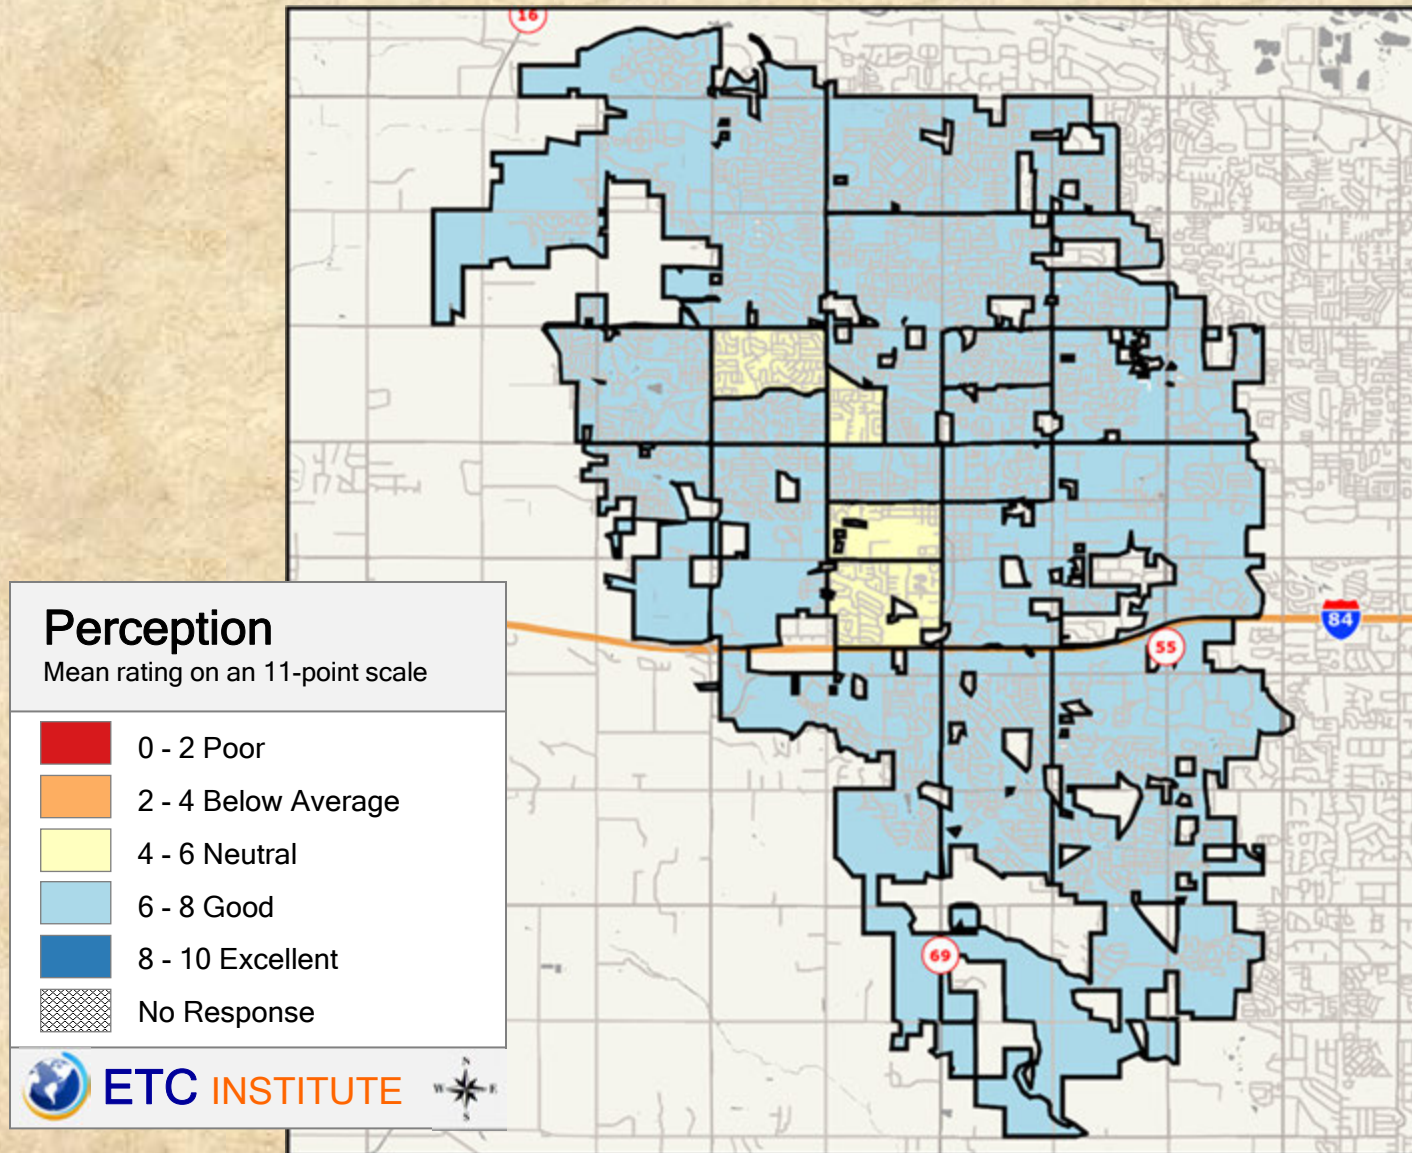 16
84
55
69
Perception
Mean rating on an 11-point scale
0 - 2 Poor
2 - 4 Below Average
4 - 6 Neutral
6 - 8 Good
8 - 10 Excellent
No Response
ETC INSTITUTE
N
W E
S